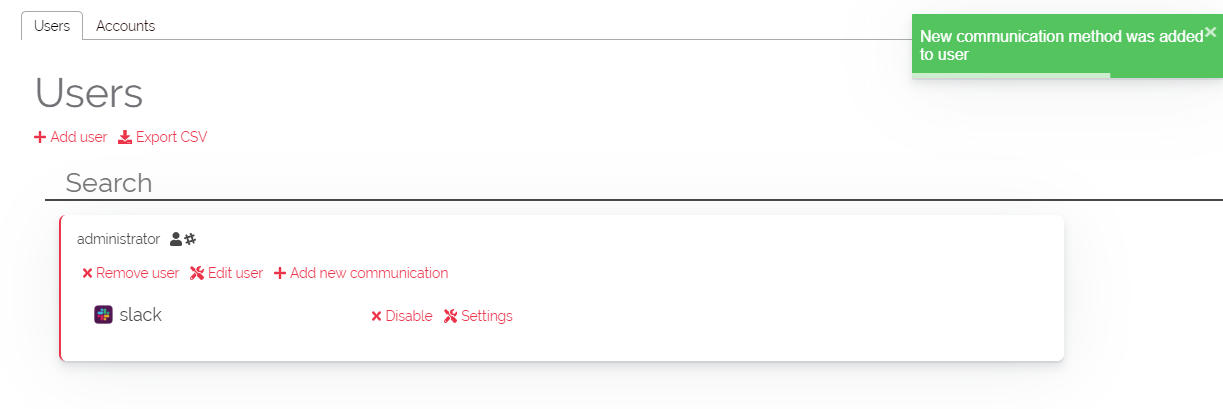 Users Accounts
New communication method was added
to user
Users
Add user Export CSV
Search
administrator
Remove user Edit user Add new communication
slack Disable Settings